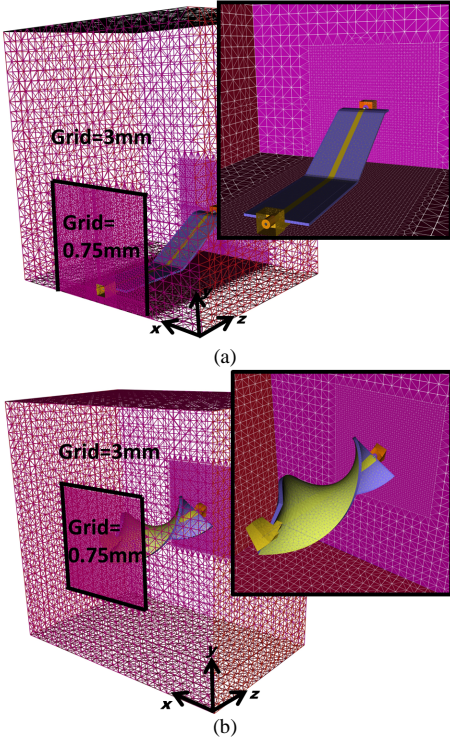 Grid=3mm
Grid=
0.75mm
y
x
z
(a)
Grid=3mm
Grid=
0.75mm
y
x
z
(b)